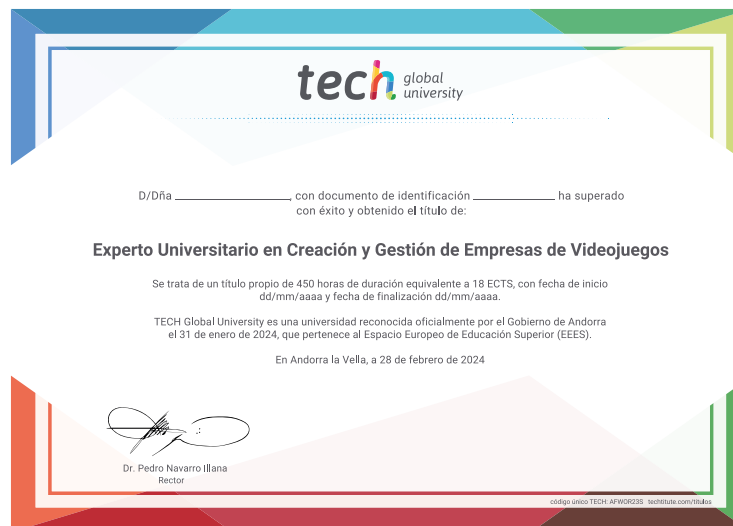 tech global
university
D/Dña ____________________, con documento de identificación ______________ ha superado
con éxito y obtenido el título de:
Experto Universitario en Creación y Gestión de Empresas de Videojuegos
Se trata de un título propio de 450 horas de duración equivalente a 18 ECTS, con fecha de inicio
dd/mm/aaaa y fecha de finalización dd/mm/aaaa.
TECH Global University es una universidad reconocida oficialmente por el Gobierno de Andorra
el 31 de enero de 2024, que pertenece al Espacio Europeo de Educación Superior (EEES).
En Andorra la Vella, a 28 de febrero de 2024
Dr. Pedro Navarro Illana
Rector
código único TECH: AFWOR23S techtitute.com/titulos